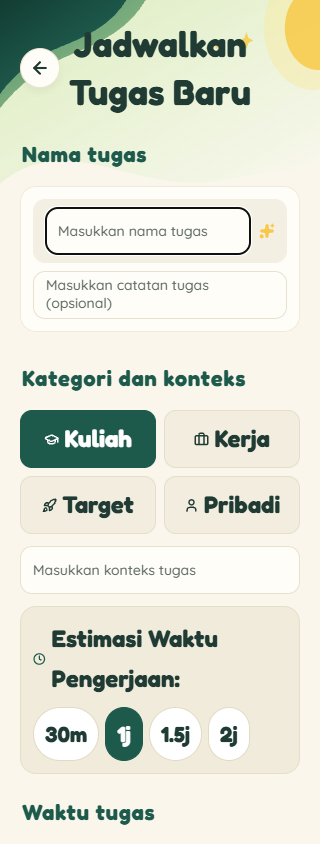 Jadwalkan
Tugas Baru
Nama tugas
Masukkan nama tugas
Masukkan catatan tugas
(opsional)
Kategori dan konteks
Kuliah
Kerja
Target
Pribadi
Masukkan konteks tugas
Estimasi Waktu
Pengerjaan:
30m
1j
1.5j
2j
Waktu tugas